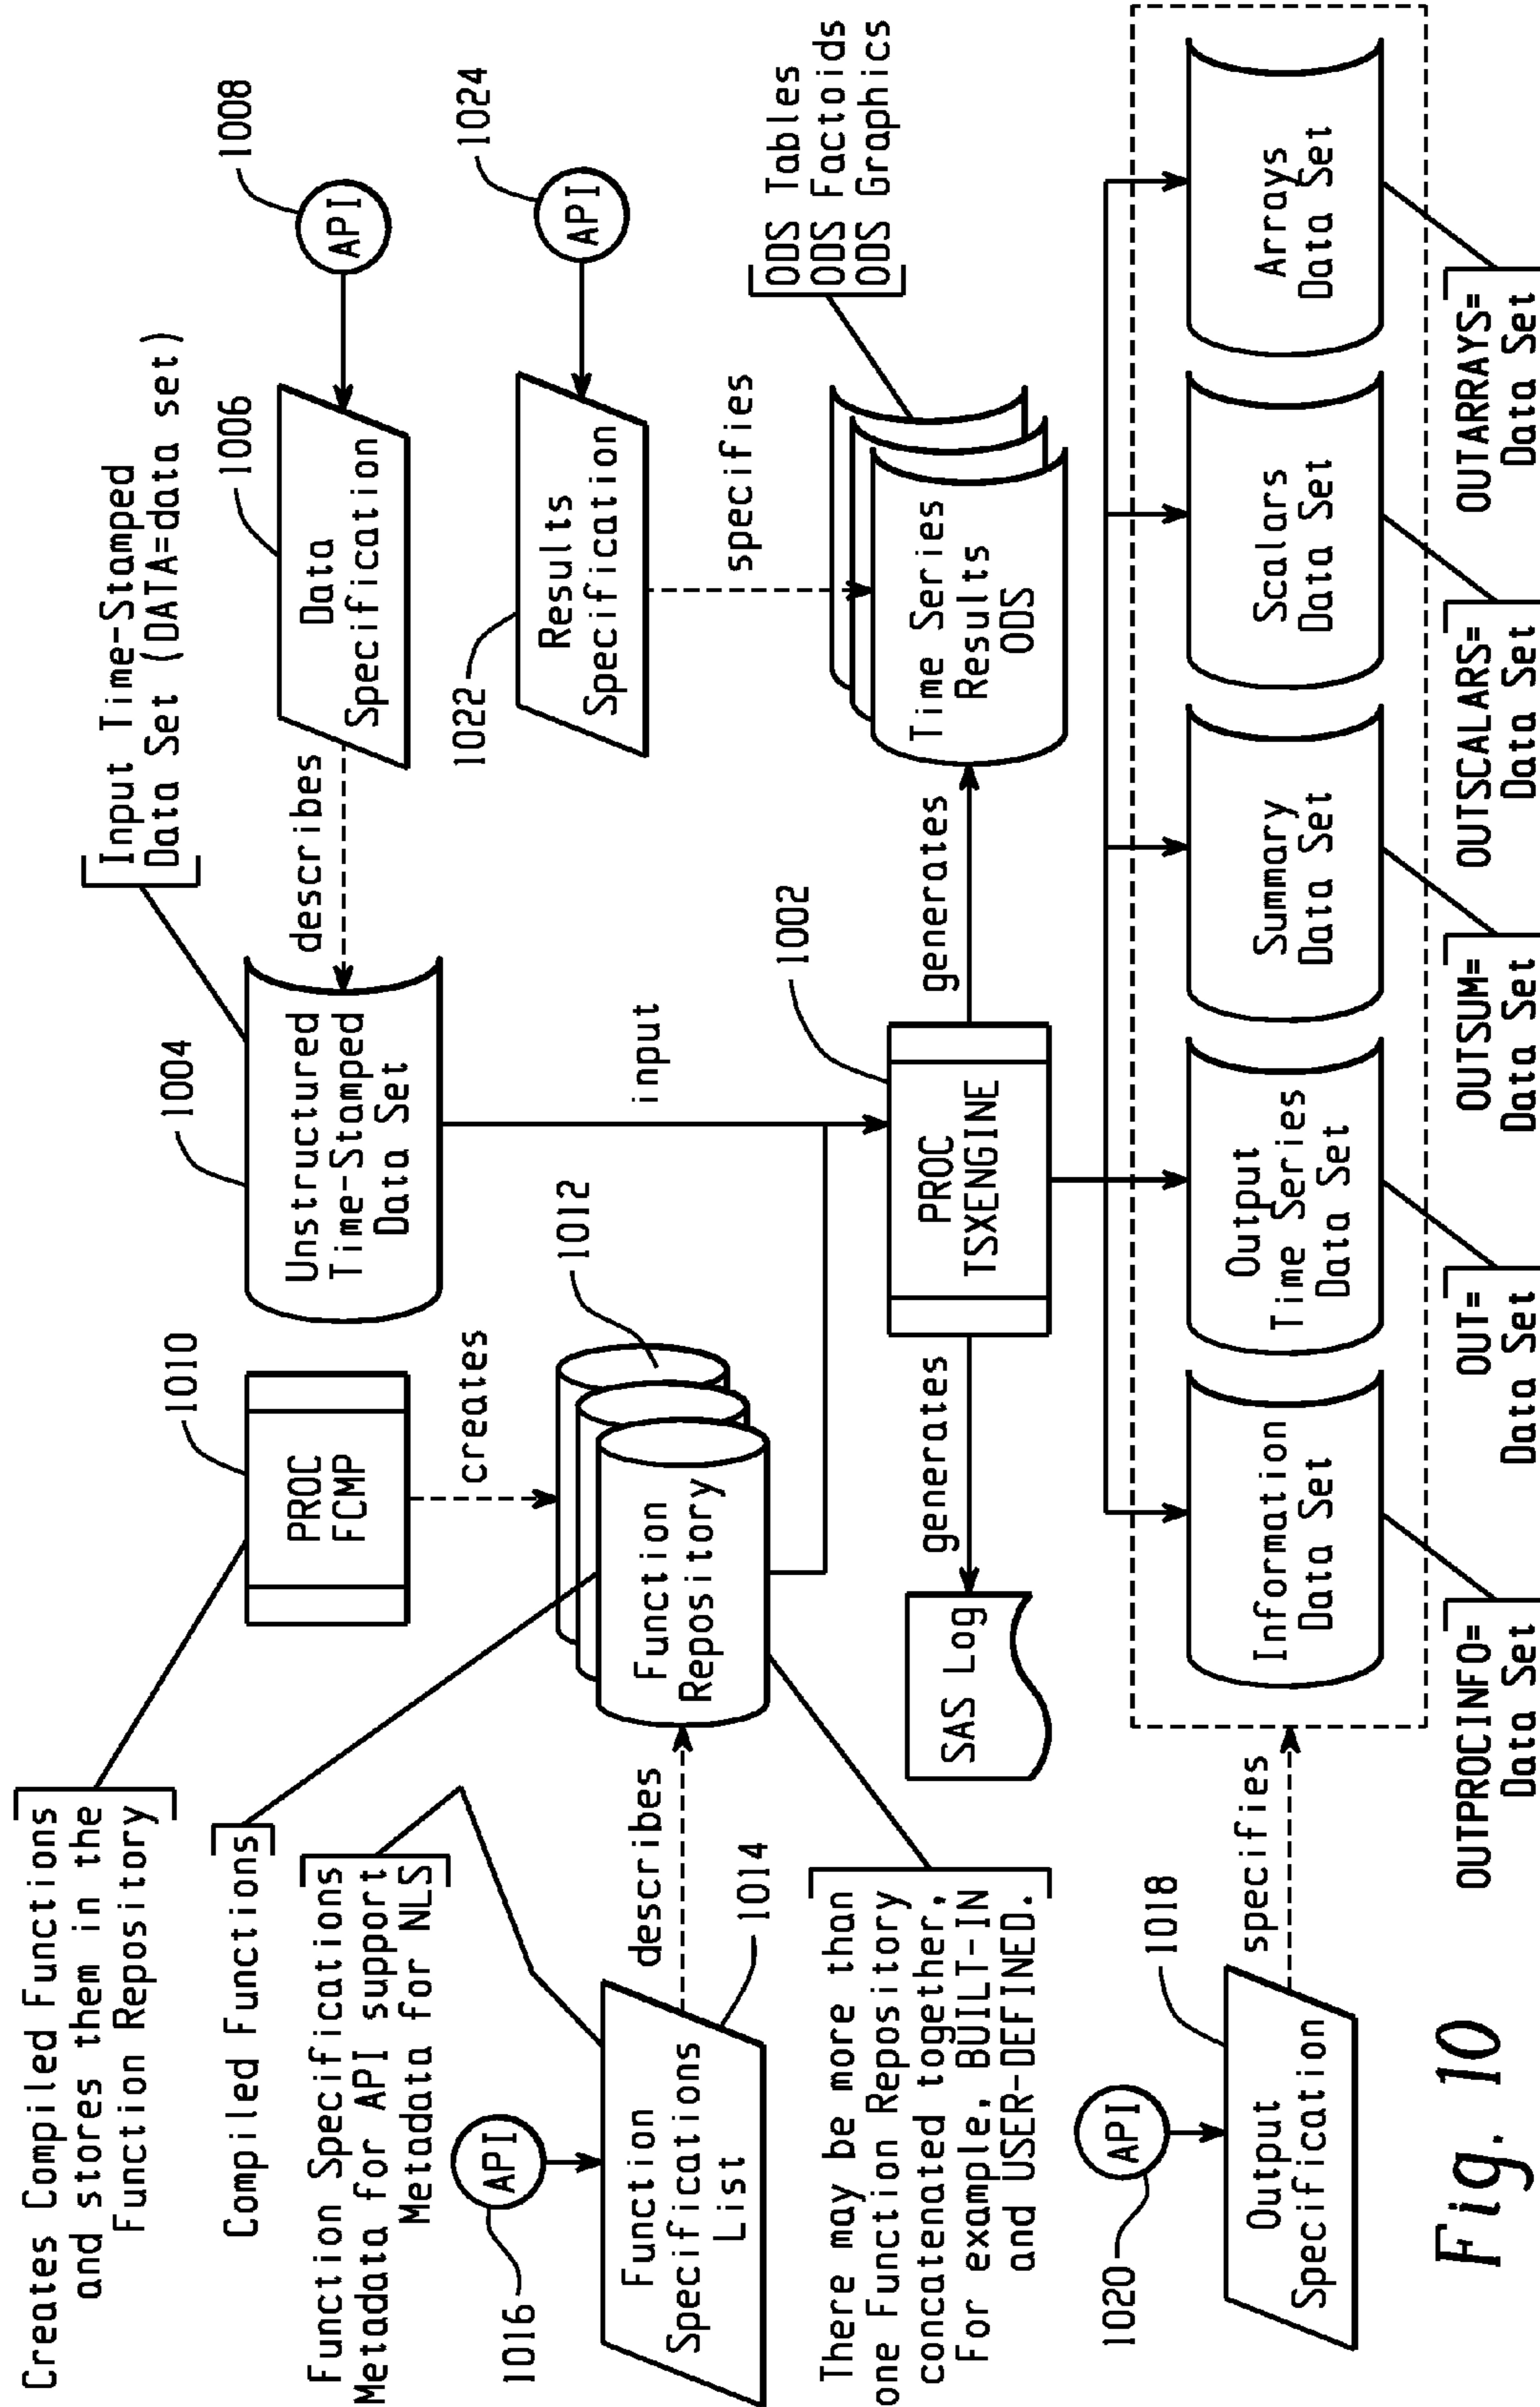 Creates Compiled Functions
and stores them in the
Function Repository
Compiled Functions
Function Specifications
Metadata for API support
Metadata for NLS
1016
API
Function
Specifications
List
1014
describes
There may be more than
one Function Repository
concatenated together,
For example, BUILT-IN
and USER-DEFINED.
1010
PROC
FCMP
creates
1012
Function
Repository
1004
Unstructured
Time-Stamped
Data Set
Input Time-Stamped
Data Set (DATA=data set)
describes
1006
Data
Specification
1008
API
input
1022
Results
Specification
1024
API
specifies
1002
PROC
TSXENGINE
generates
SAS Log
generates
Time Series
Results
ODS
ODS Tables
ODS Factoids
ODS Graphics
1020
API
1018
Output
Specification
specifies
Information
Data Set
Output
Time Series
Data Set
Summary
Data Set
Scalars
Data Set
Arrays
Data Set
OUTPROCINFO=
Data Set
OUT=
Data Set
OUTSUM=
Data Set
OUTSCALARS=
Data Set
OUTARRAYS=
Data Set
Fig. 10